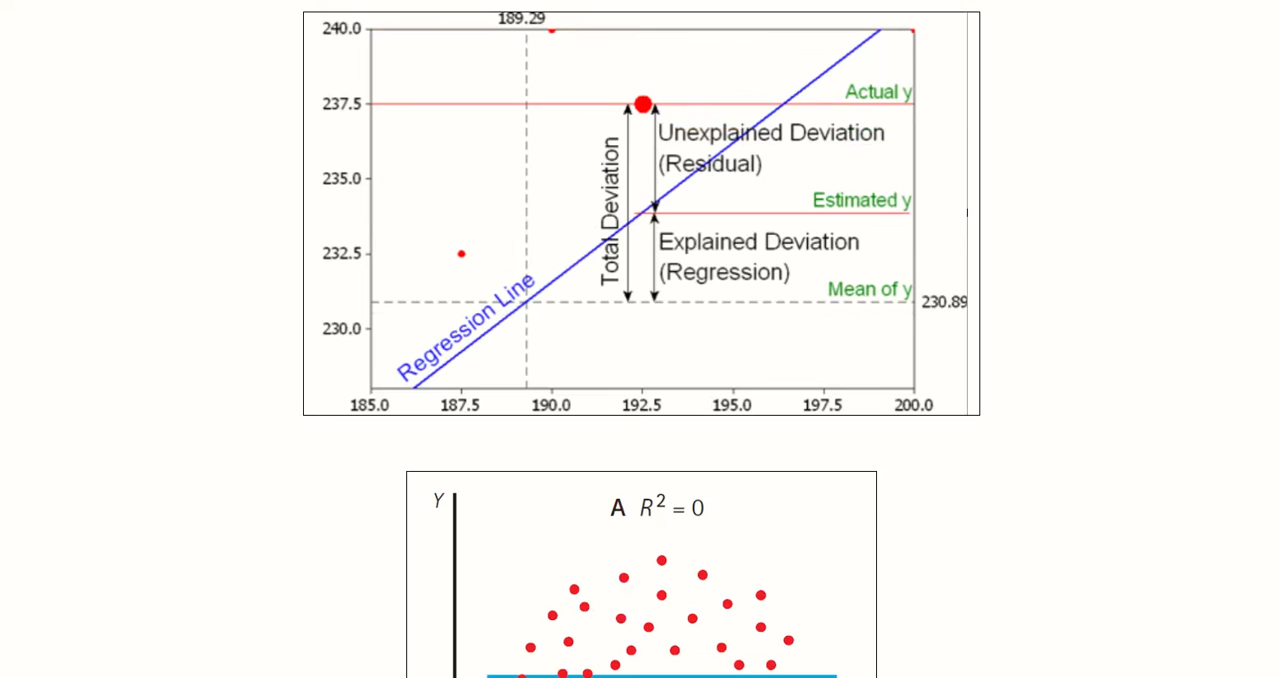 189.29
240.0
Actual y
237.5
Unexplained Deviation
(Residual)
Total Deviation
235.0
Estimated y
232.5
Explained Deviation
(Regression)
Mean of y
230.89
Regression Line
230.0
185.0 187.5 190.0 192.5 195.0 197.5 200.0
Y
A R² = 0